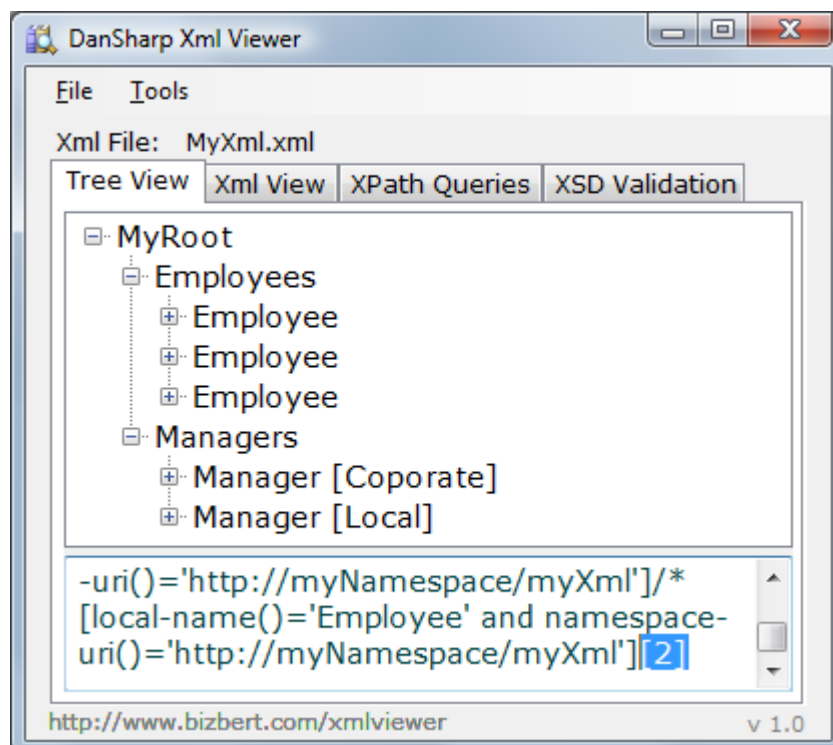 DanSharp Xml Viewer
File Tools
Xml File: MyXml.xml
Tree View Xml View XPath Queries XSD Validation
MyRoot
Employees
Employee
Employee
Employee
Managers
Manager [Coporate]
Manager [Local]
-uri()='http://myNamespace/myXml']/*
[local-name()='Employee' and namespace-
uri()='http://myNamespace/myXml'][2]
http://www.bizbert.com/xmlviewer v 1.0